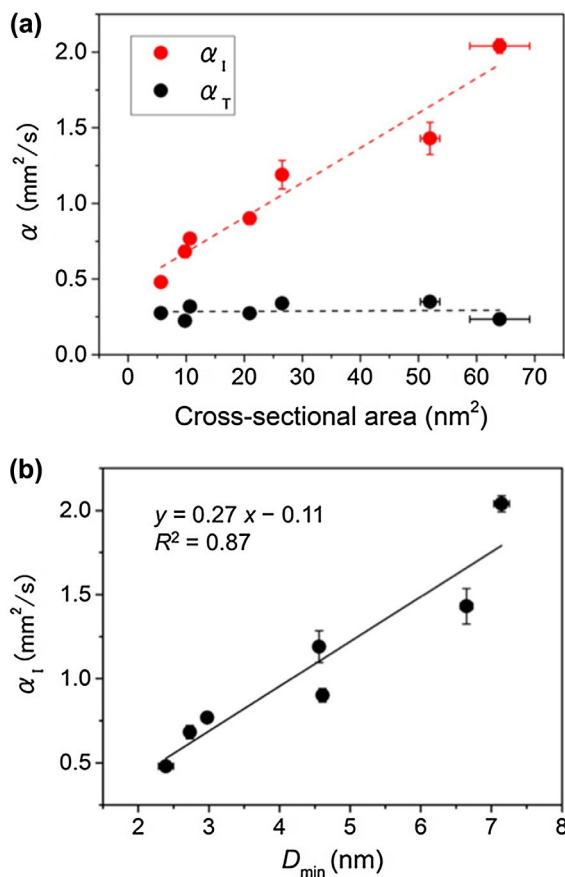 (a)
2.0
1.5
1.0
0.5
0.0
α (mm²/s)
α_I
α_T
0 10 20 30 40 50 60 70
Cross-sectional area (nm²)
(b)
2.0
1.5
1.0
0.5
α_I (mm²/s)
y = 0.27 x − 0.11
R² = 0.87
2 3 4 5 6 7 8
D_min (nm)